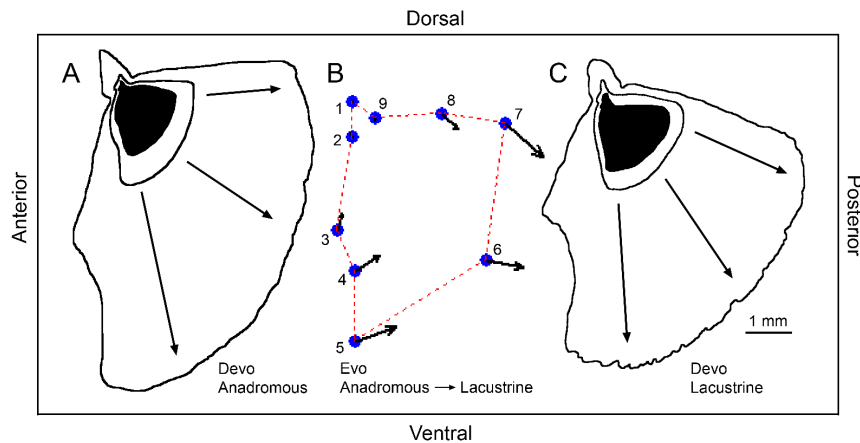 Dorsal
A
B
C
1
2
3
4
5
6
7
8
9
Anterior
Posterior
1 mm
Devo
Anadromous
Evo
Anadromous → Lacustrine
Devo
Lacustrine
Ventral